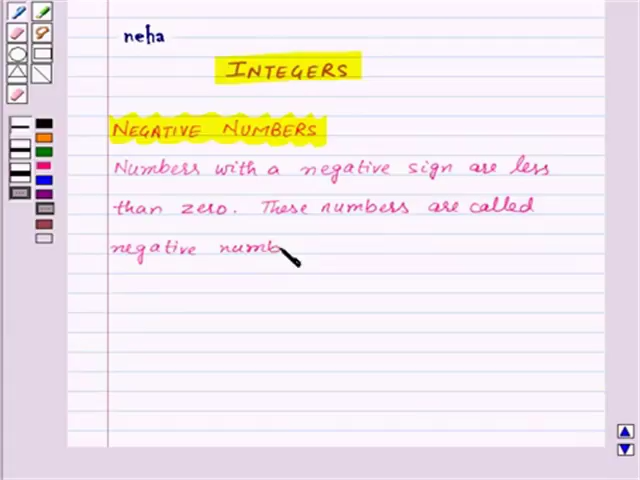 neha
INTEGERS
NEGATIVE NUMBERS
Numbers with a negative sign are less
than zero. These numbers are called
negative numb